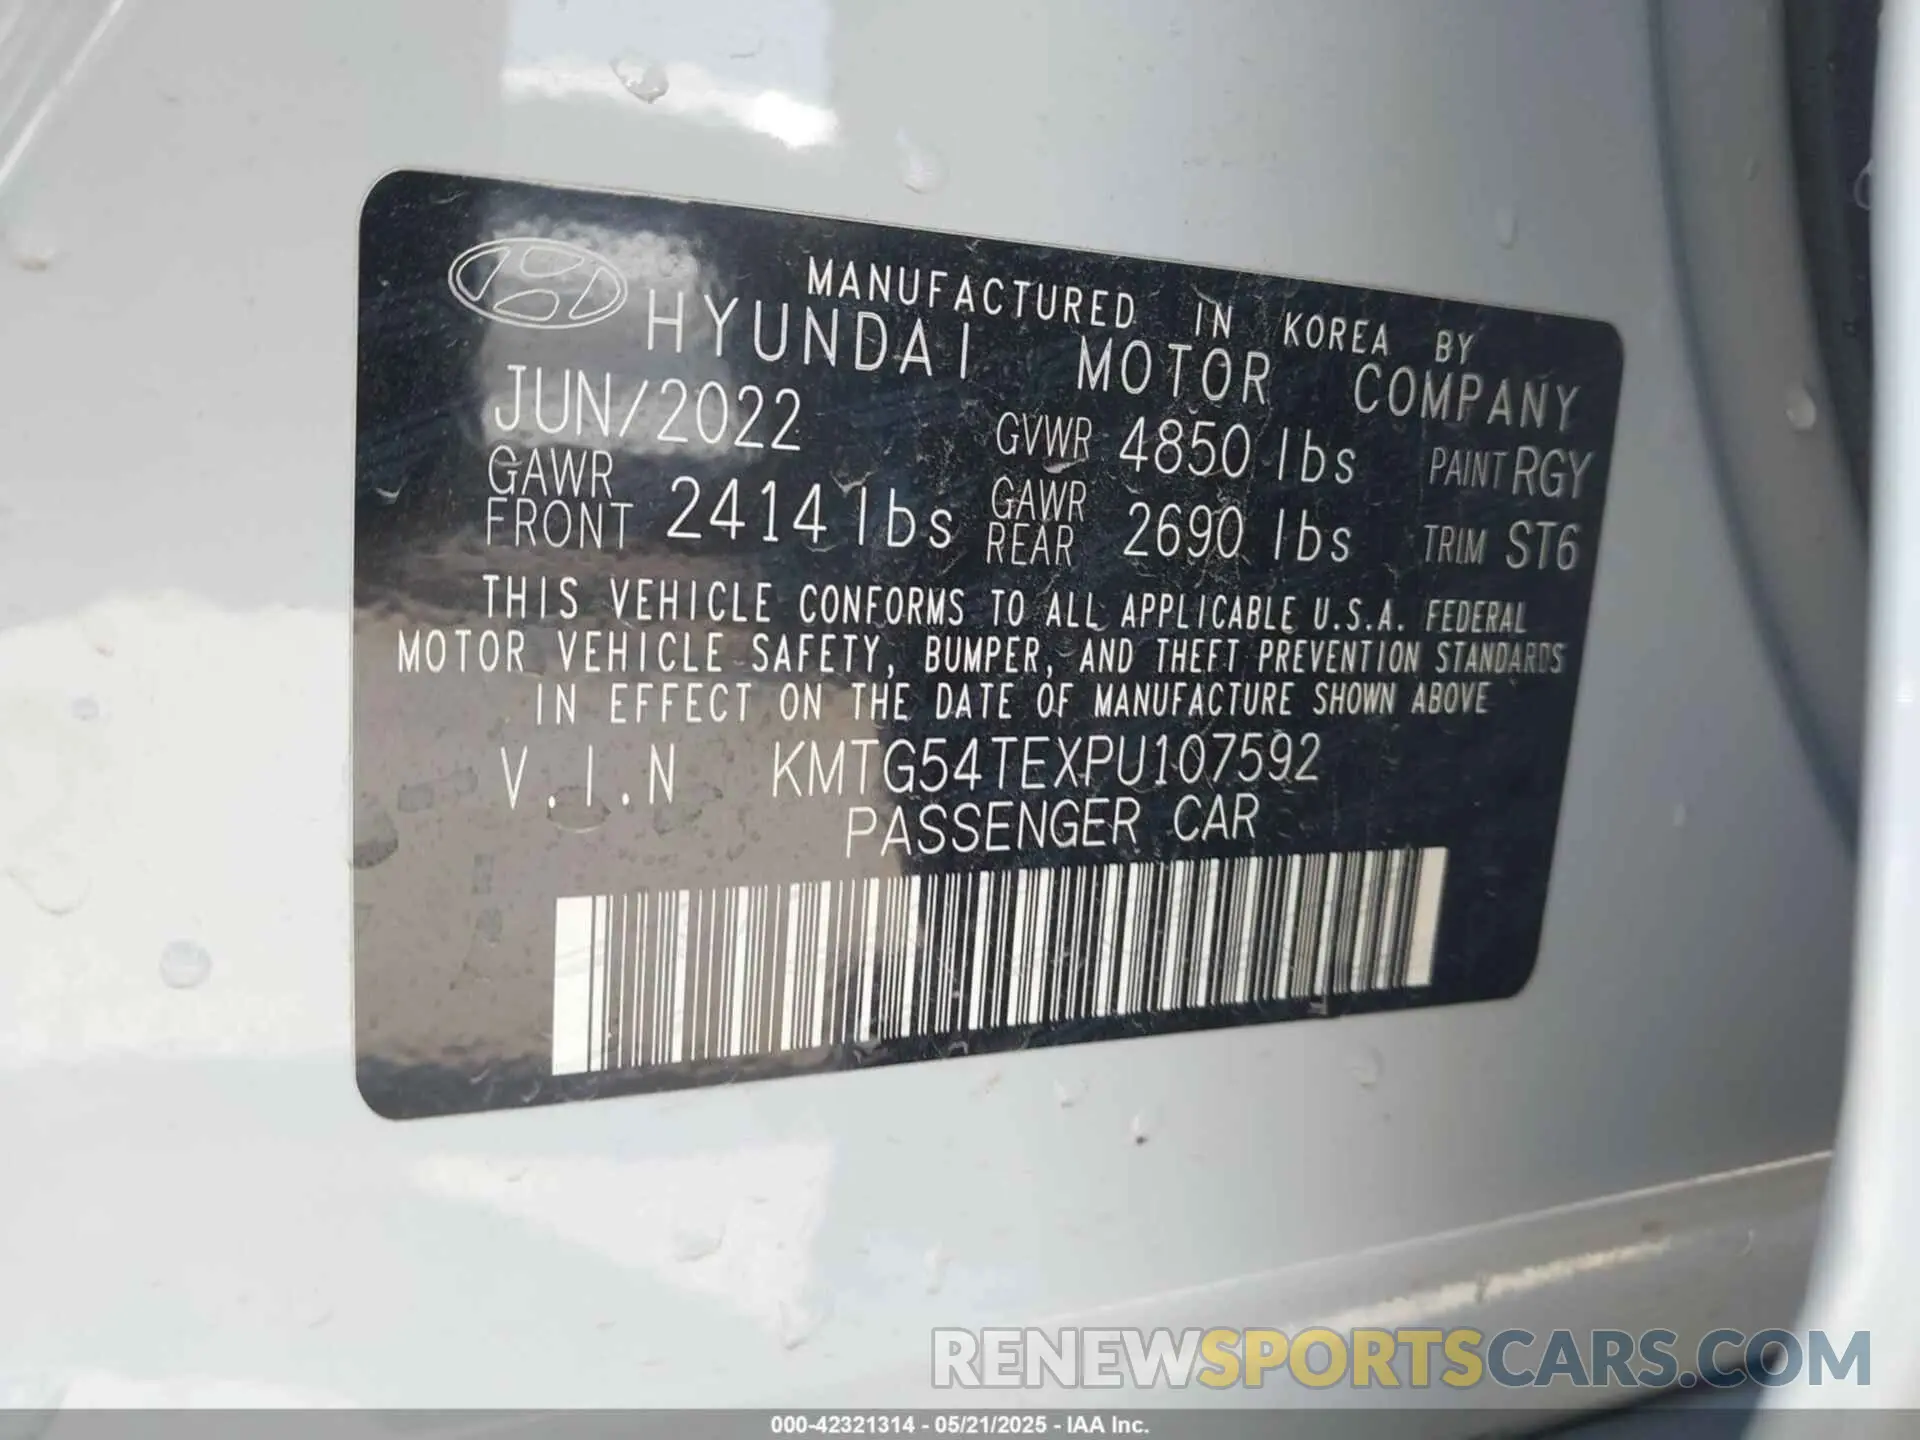 MANUFACTURED IN KOREA BY
HYUNDAI MOTOR COMPANY
JUN/2022 GVWR 4850 lbs PAINT RGY
GAWR FRONT 2414 lbs GAWR REAR 2690 lbs TRIM ST6
THIS VEHICLE CONFORMS TO ALL APPLICABLE U.S.A. FEDERAL
MOTOR VEHICLE SAFETY, BUMPER, AND THEFT PREVENTION STANDARDS
IN EFFECT ON THE DATE OF MANUFACTURE SHOWN ABOVE
V.I.N KMTG54TEXPU107592
PASSENGER CAR
RENEWSPORTSCARS.COM
000-42321314 - 05/21/2025 - IAA Inc.